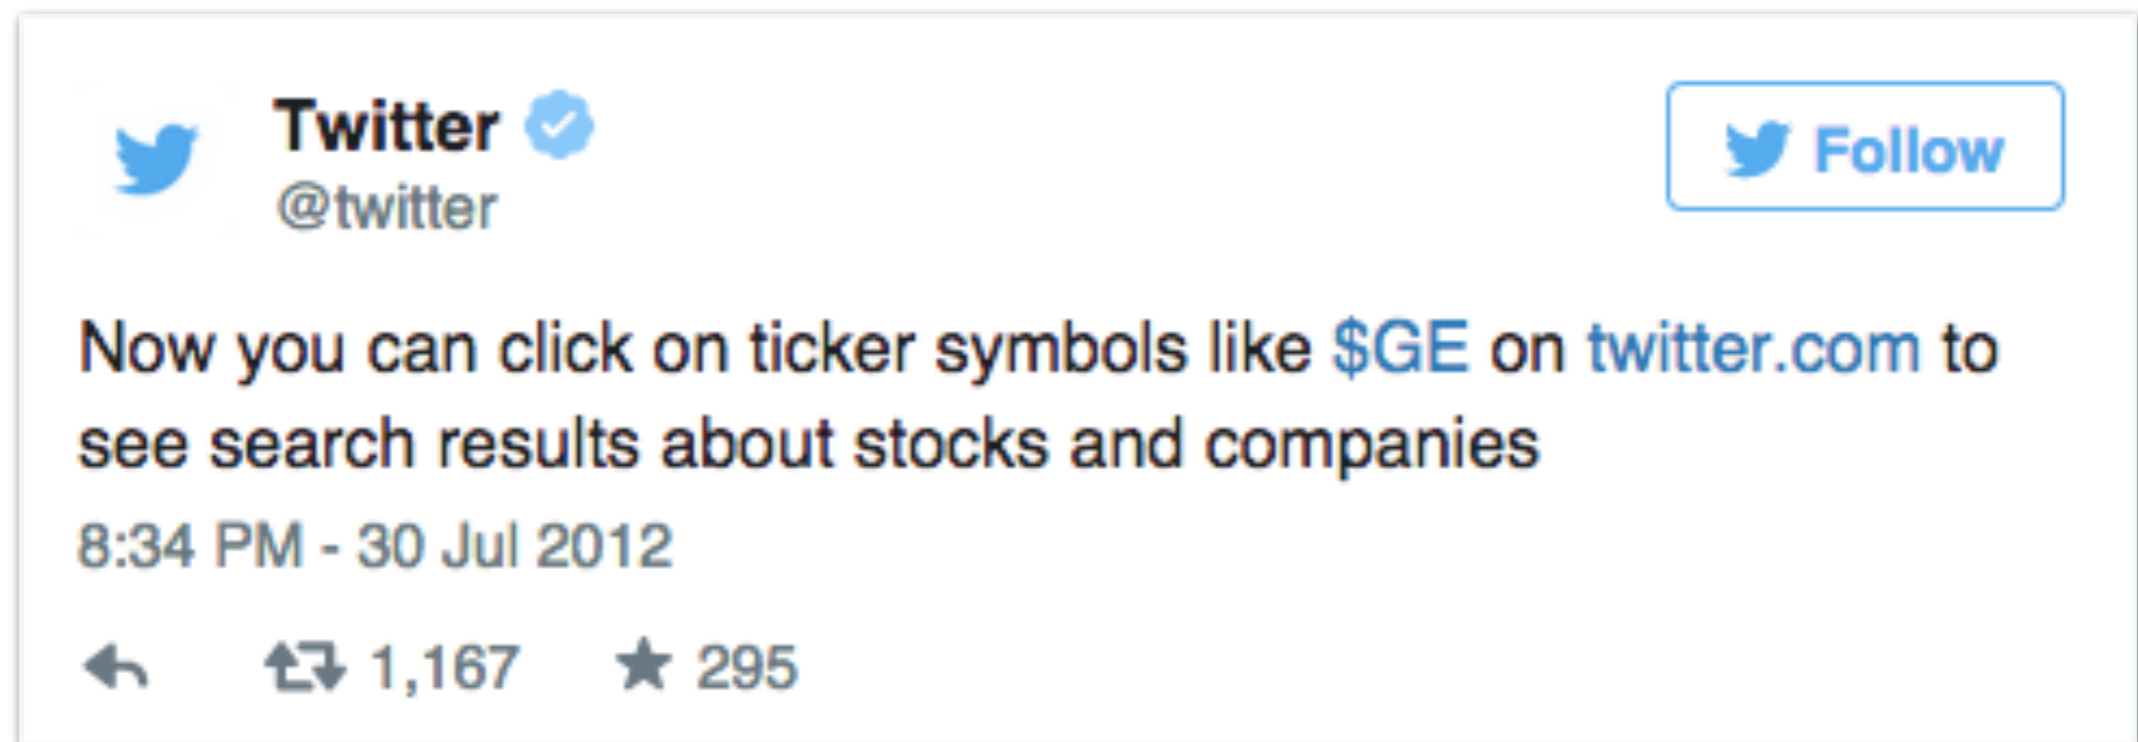 Twitter
@twitter
Follow
Now you can click on ticker symbols like $GE on twitter.com to
see search results about stocks and companies
8:34 PM - 30 Jul 2012
1,167 295